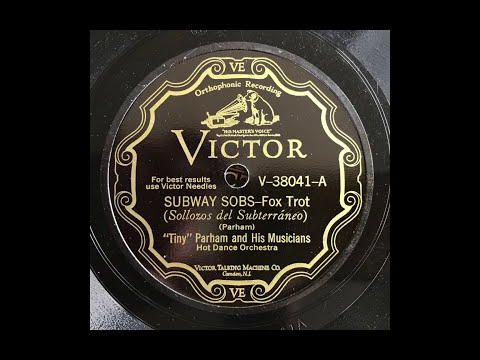 VE
Orthophonic Recording
"HIS MASTER'S VOICE"
VICTOR
For best results
use Victor Needles
V-38041-A
SUBWAY SOBS-Fox Trot
(Sollozos del Subterráneo)
(Parham)
"Tiny" Parham and His Musicians
Hot Dance Orchestra
VICTOR TALKING MACHINE CO.
Camden, N.J.
VE